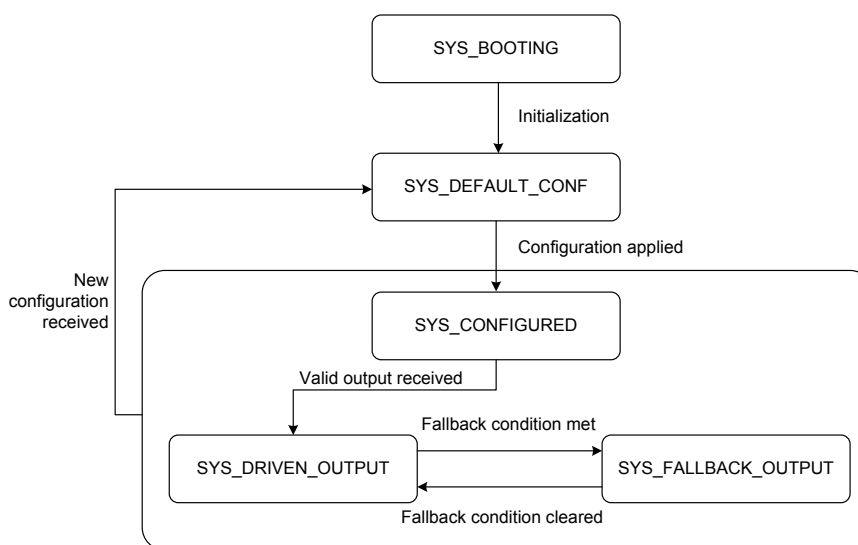 SYS_BOOTING
Initialization
SYS_DEFAULT_CONF
Configuration applied
New
configuration
received
SYS_CONFIGURED
Valid output received
Fallback condition met
SYS_DRIVEN_OUTPUT
SYS_FALLBACK_OUTPUT
Fallback condition cleared